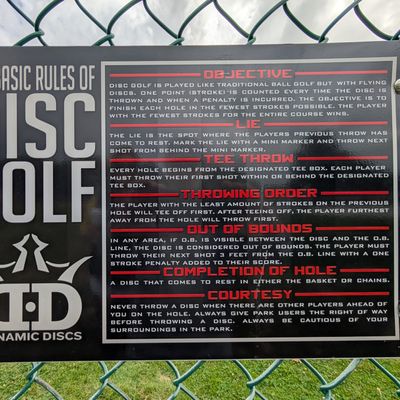 BASIC RULES OF
DISC
GOLF
DYNAMIC DISCS
OBJECTIVE
DISC GOLF IS PLAYED LIKE TRADITIONAL BALL GOLF BUT WITH FLYING
DISCS. ONE POINT (STROKE) IS COUNTED EVERY TIME THE DISC IS
THROWN AND WHEN A PENALTY IS INCURRED. THE OBJECTIVE IS TO
FINISH EACH HOLE IN THE FEWEST STROKES POSSIBLE. THE PLAYER
WITH THE FEWEST STROKES FOR THE ENTIRE COURSE WINS.
LIE
THE LIE IS THE SPOT WHERE THE PLAYERS PREVIOUS THROW HAS
COME TO REST. MARK THE LIE WITH A MINI MARKER AND THROW NEXT
SHOT FROM BEHIND THE MINI MARKER.
TEE THROW
EVERY HOLE BEGINS FROM THE DESIGNATED TEE BOX. EACH PLAYER
MUST THROW THEIR FIRST SHOT WITHIN OR BEHIND THE DESIGNATED
TEE BOX.
THROWING ORDER
THE PLAYER WITH THE LEAST AMOUNT OF STROKES ON THE PREVIOUS
HOLE WILL TEE OFF FIRST. AFTER TEEING OFF, THE PLAYER FURTHEST
AWAY FROM THE HOLE WILL THROW FIRST.
OUT OF BOUNDS
IN ANY AREA, IF O.B. IS VISIBLE BETWEEN THE DISC AND THE O.B.
LINE, THE DISC IS CONSIDERED OUT OF BOUNDS. THE PLAYER MUST
THROW THEIR NEXT SHOT 3 FEET FROM THE O.B. LINE WITH A ONE
STROKE PENALTY ADDED TO THEIR SCORE.
COMPLETION OF HOLE
A DISC THAT COMES TO REST IN EITHER THE BASKET OR CHAINS.
COURTESY
NEVER THROW A DISC WHEN THERE ARE OTHER PLAYERS AHEAD OF
YOU ON THE HOLE. ALWAYS GIVE PARK USERS THE RIGHT OF WAY
BEFORE THROWING A DISC. ALWAYS BE CAUTIOUS OF YOUR
SURROUNDINGS IN THE PARK.